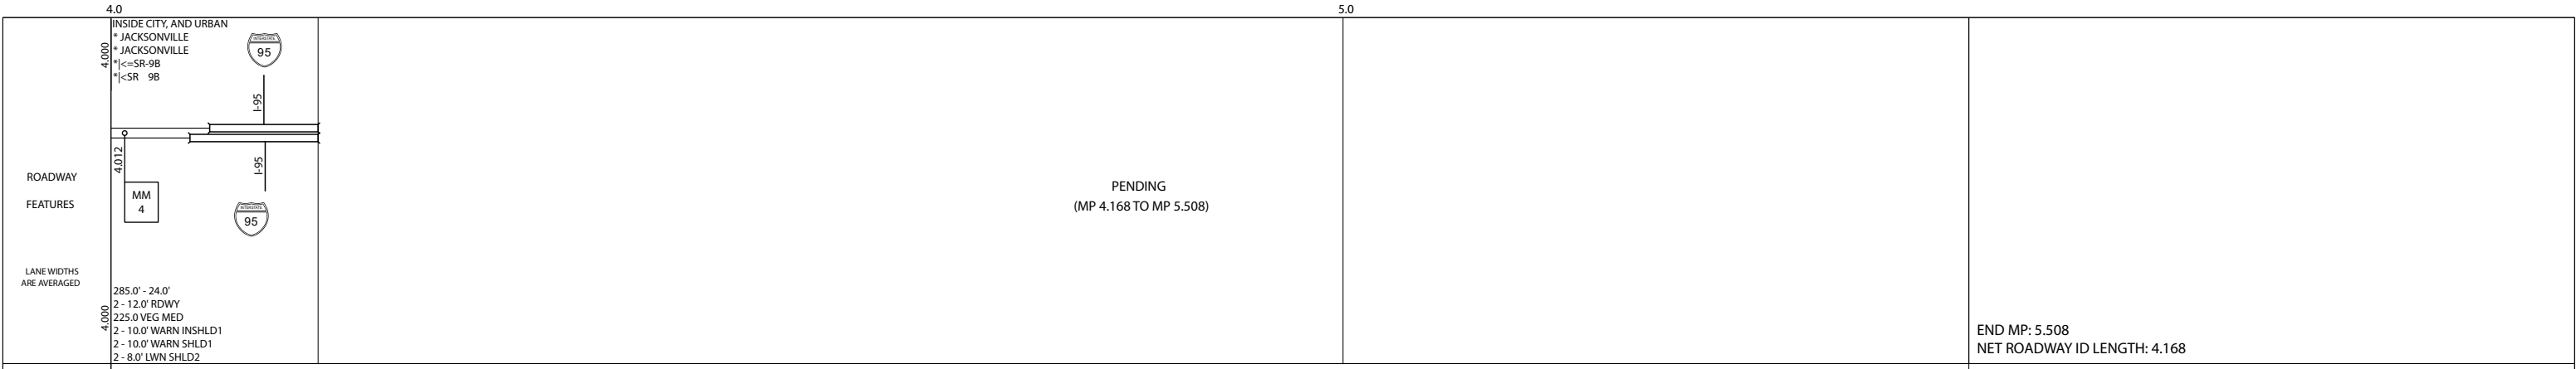 4.0
5.0
4.000
INSIDE CITY, AND URBAN
* JACKSONVILLE
* JACKSONVILLE
*|<=SR-9B
*|<SR 9B
INTERSTATE
95
I-95
4.012
I-95
MM
4
INTERSTATE
95
ROADWAY
FEATURES
LANE WIDTHS
ARE AVERAGED
4.000
285.0' - 24.0'
2 - 12.0' RDWY
225.0 VEG MED
2 - 10.0' WARN INSHLD1
2 - 10.0' WARN SHLD1
2 - 8.0' LWN SHLD2
PENDING
(MP 4.168 TO MP 5.508)
END MP: 5.508
NET ROADWAY ID LENGTH: 4.168